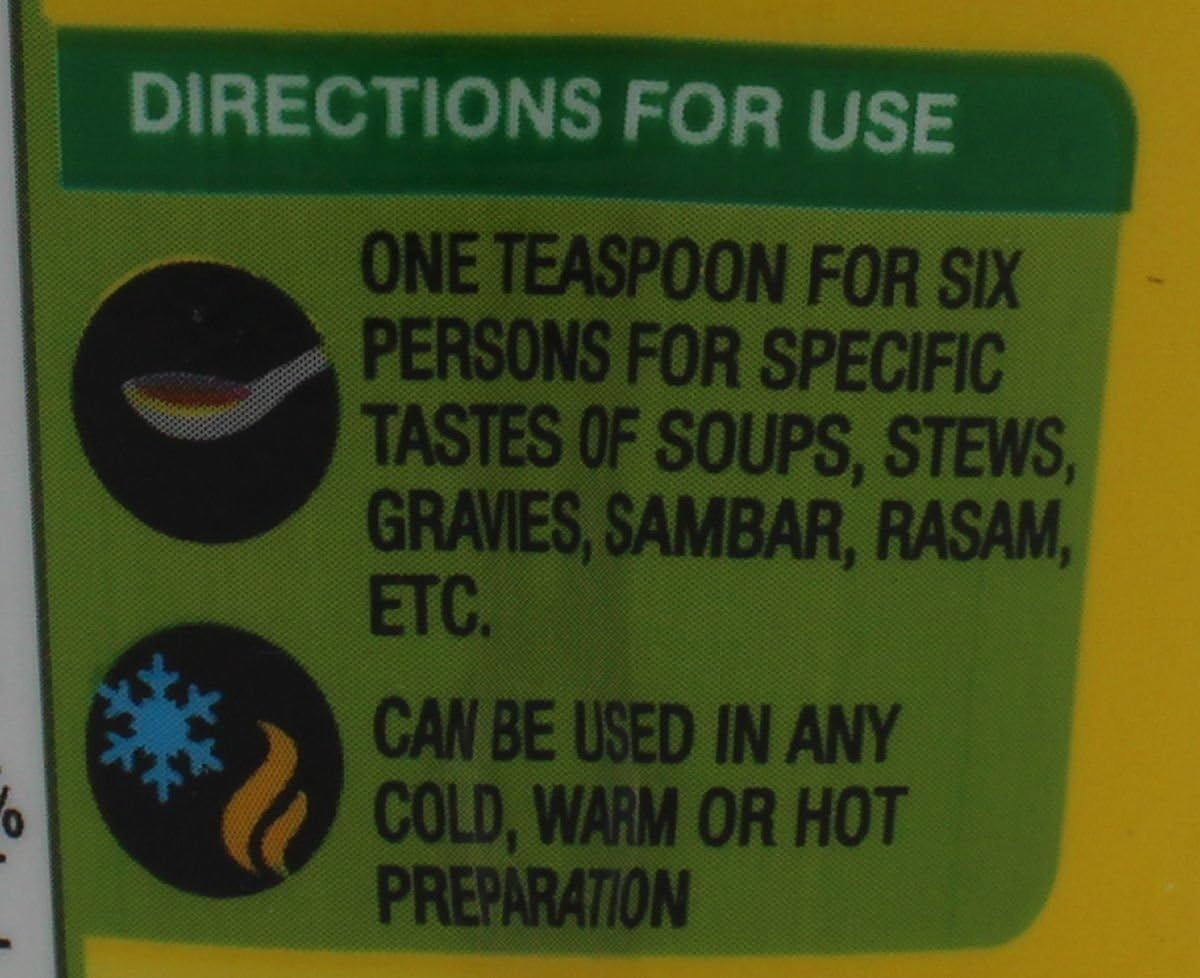 DIRECTIONS FOR USE
ONE TEASPOON FOR SIX
PERSONS FOR SPECIFIC
TASTES OF SOUPS, STEWS,
GRAVIES, SAMBAR, RASAM,
ETC.
CAN BE USED IN ANY
COLD, WARM OR HOT
PREPARATION
%